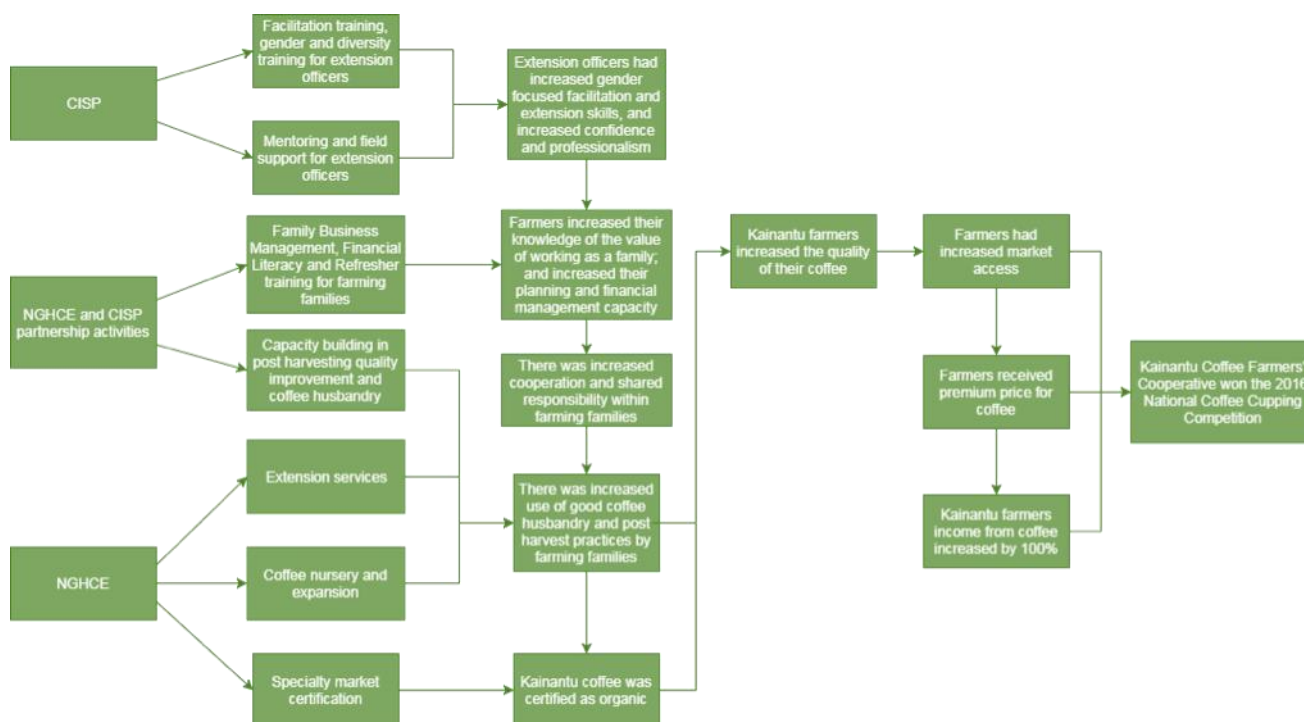 Facilitation training,
gender and diversity
training for extension
officers
CISP
Mentoring and field
support for extension
officers
Extension officers had
increased gender
focused facilitation and
extension skills, and
increased confidence
and professionalism
NGHCE and CISP
partnership activities
Family Business
Management, Financial
Literacy and Refresher
training for farming
families
Capacity building in
post harvesting quality
improvement and
coffee husbandry
Farmers increased their
knowledge of the value
of working as a family;
and increased their
planning and financial
management capacity
There was increased
cooperation and shared
responsibility within
farming families
NGHCE
Extension services
Coffee nursery and
expansion
Specialty market
certification
There was increased
use of good coffee
husbandry and post
harvest practices by
farming families
Kainantu coffee was
certified as organic
Kainantu farmers
increased the quality
of their coffee
Farmers had
increased market
access
Farmers received
premium price for
coffee
Kainantu farmers
income from coffee
increased by 100%
Kainantu Coffee Farmers'
Cooperative won the 2016
National Coffee Cupping
Competition